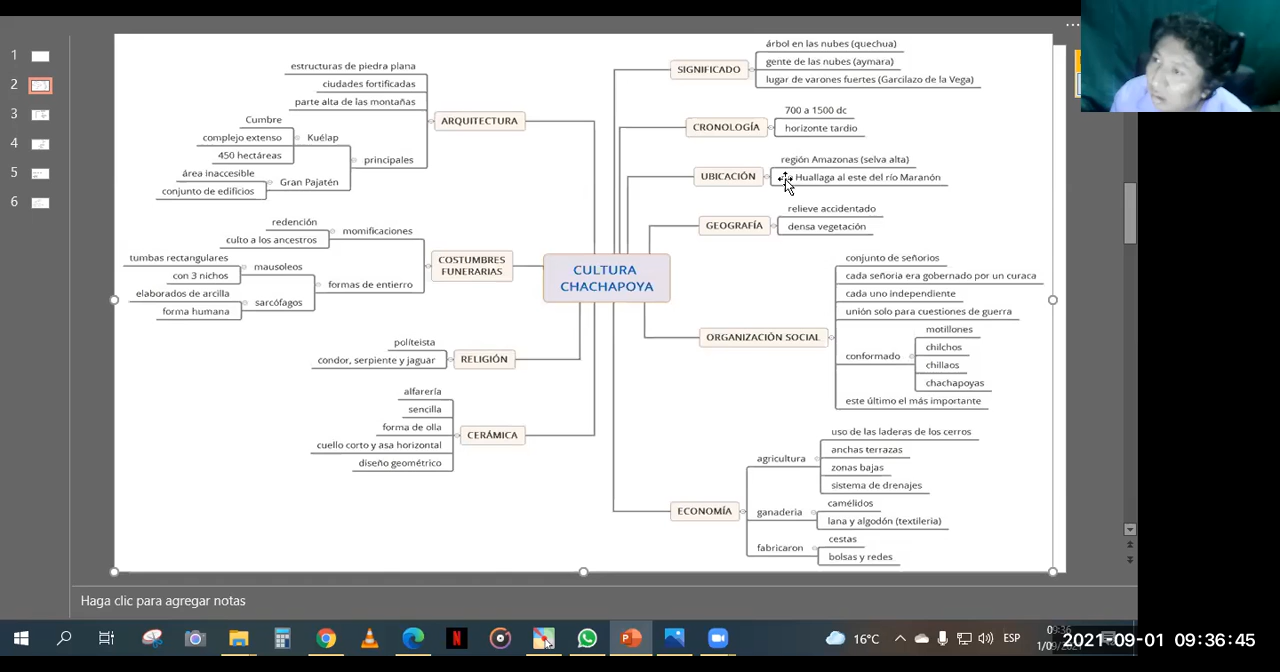 1
2
3
4
5
6
CULTURA
CHACHAPOYA
ARQUITECTURA
estructuras de piedra plana
ciudades fortificadas
parte alta de las montañas
principales
Kuélap
Cumbre
complejo extenso
450 hectáreas
Gran Pajatén
área inaccesible
conjunto de edificios
COSTUMBRES
FUNERARIAS
momificaciones
redención
culto a los ancestros
formas de entierro
mausoleos
tumbas rectangulares
con 3 nichos
sarcófagos
elaborados de arcilla
forma humana
RELIGIÓN
políteista
condor, serpiente y jaguar
CERÁMICA
alfarería
sencilla
forma de olla
cuello corto y asa horizontal
diseño geométrico
SIGNIFICADO
árbol en las nubes (quechua)
gente de las nubes (aymara)
lugar de varones fuertes (Garcilazo de la Vega)
CRONOLOGÍA
700 a 1500 dc
horizonte tardio
UBICACIÓN
región Amazonas (selva alta)
Huallaga al este del río Maranón
GEOGRAFÍA
relieve accidentado
densa vegetación
ORGANIZACIÓN SOCIAL
conjunto de señorios
cada señoria era gobernado por un curaca
cada uno independiente
unión solo para cuestiones de guerra
conformado
motillones
chilchos
chillaos
chachapoyas
este último el más importante
ECONOMÍA
agricultura
uso de las laderas de los cerros
anchas terrazas
zonas bajas
sistema de drenajes
ganaderia
camélidos
lana y algodón (textileria)
fabricaron
cestas
bolsas y redes
Haga clic para agregar notas
16°C
ESP
2021-09-01 09:36:45